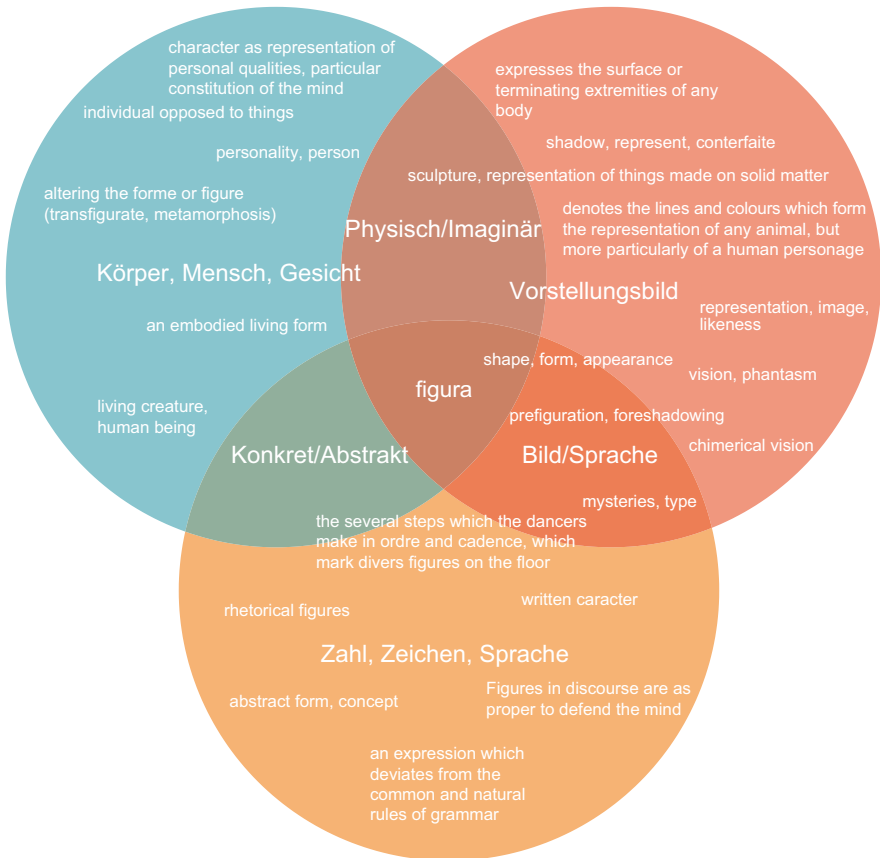 character as representation of
personal qualities, particular
constitution of the mind
individual opposed to things
personality, person
altering the forme or figure
(transfigurate, metamorphosis)
Körper, Mensch, Gesicht
an embodied living form
living creature,
human being
Physisch/Imaginär
expresses the surface or
terminating extremities of any
body
shadow, represent, conterfaite
sculpture, representation of things made on solid matter
denotes the lines and colours which form
the representation of any animal, but
more particularly of a human personage
Vorstellungsbild
representation, image,
likeness
shape, form, appearance
vision, phantasm
figura
prefiguration, foreshadowing
chimerical vision
Konkret/Abstrakt
Bild/Sprache
mysteries, type
the several steps which the dancers
make in ordre and cadence, which
mark divers figures on the floor
written caracter
rhetorical figures
Zahl, Zeichen, Sprache
abstract form, concept
Figures in discourse are as
proper to defend the mind
an expression which
deviates from the
common and natural
rules of grammar